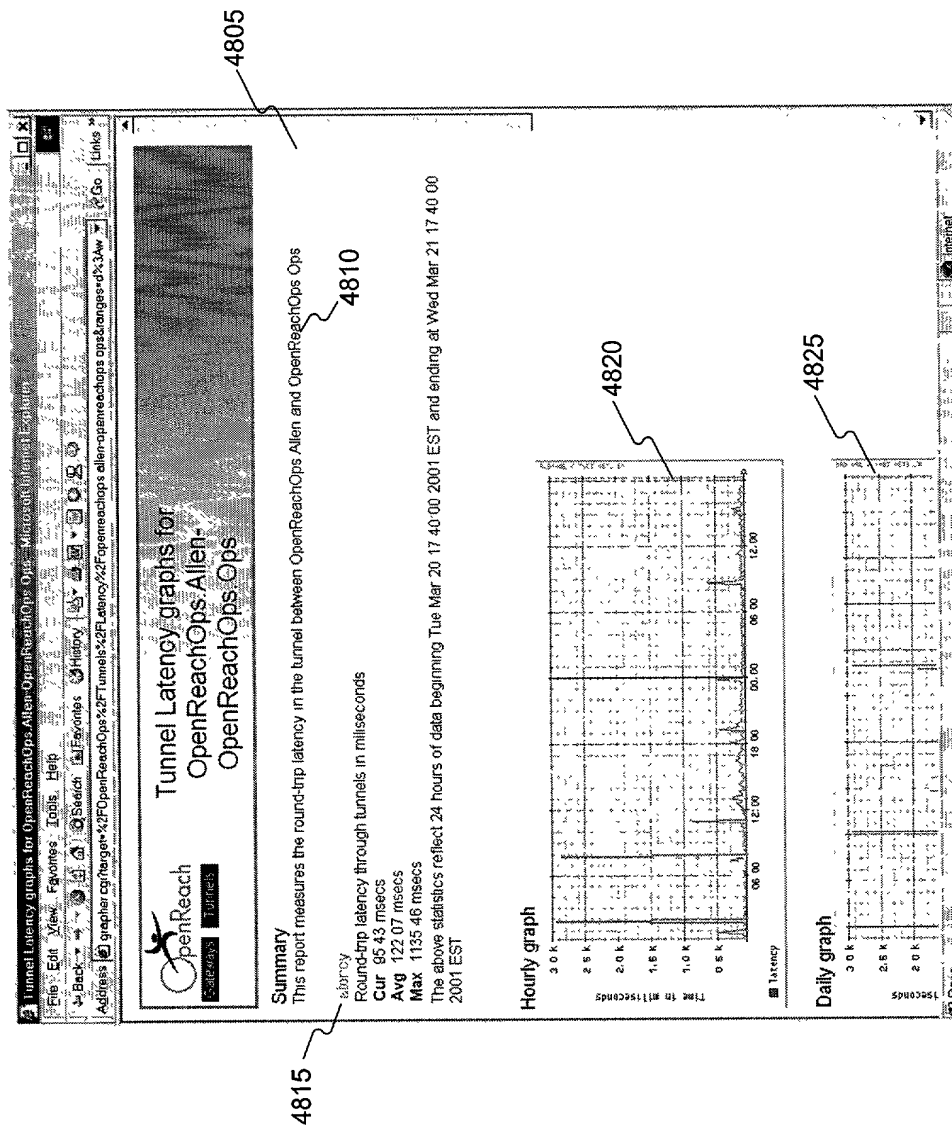 Tunnel Latency graphs for OpenReachOps Allen-OpenReachOps Ops - Microsoft Internet Explorer
File Edit View Favorites Tools Help
Back Search Favorites History
Address grapher cgi?target=%2FOpenReachOps%2FTunnels%2FLatency%2Fopenreachops allen-openreachops ops&ranges=d%3Aw Go Links »
OpenReach
Gateways Tunnels
Tunnel Latency graphs for
OpenReachOps:Allen-
OpenReachOps:Ops
4805
Summary
This report measures the round-trip latency in the tunnel between OpenReachOps Allen and OpenReachOps Ops
4810
4815
Round-trip latency through tunnels in miliseconds
Cur 95 43 msecs
Avg 122 07 msecs
Max 1135 46 msecs
The above statistics reflect 24 hours of data beginning Tue Mar 20 17 40:00 2001 EST and ending at Wed Mar 21 17 40 00
2001 EST
Hourly graph
4820
Time in miliseconds
3 0 k
2 5 k
2.0 k
1.5 k
1.0 k
0 5 k
06 00 12:00 18 00 00.00 06 00 12.00
latency
Daily graph
4825
iseconds
3 0 k
2.5 k
2 0 k
Internet